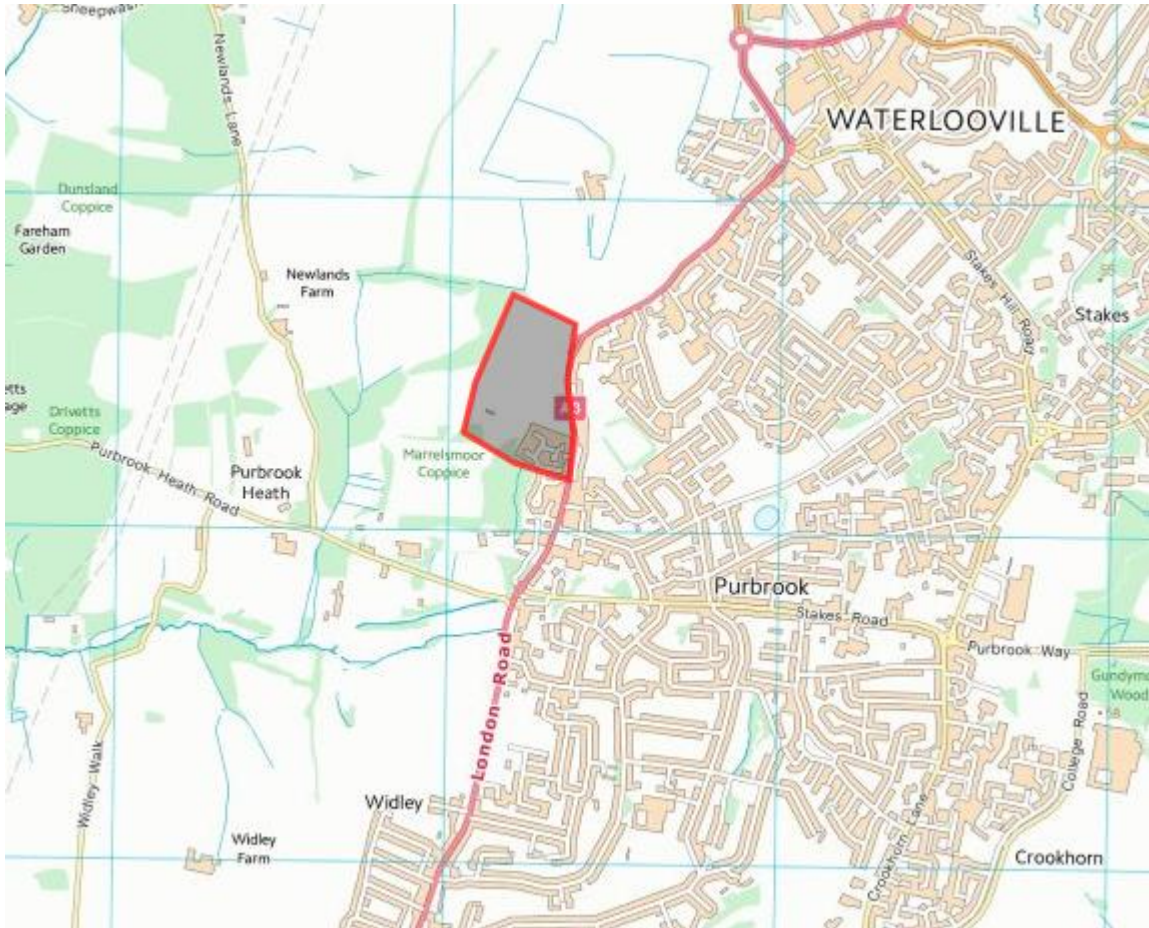 Sheepwash
Newlands Lane
WATERLOOVILLE
Dunsland
Coppice
Fareham
Garden
Newlands
Farm
Stakes Hill Road
Stakes
A3
Drivetts
Coppice
Marrelsmoor
Coppice
Purbrook Heath Road
Purbrook
Heath
Purbrook
Stakes Road
Purbrook Way
London Road
College Road
Widley Walk
Widley
Widley
Farm
Crookhorn Lane
Crookhorn